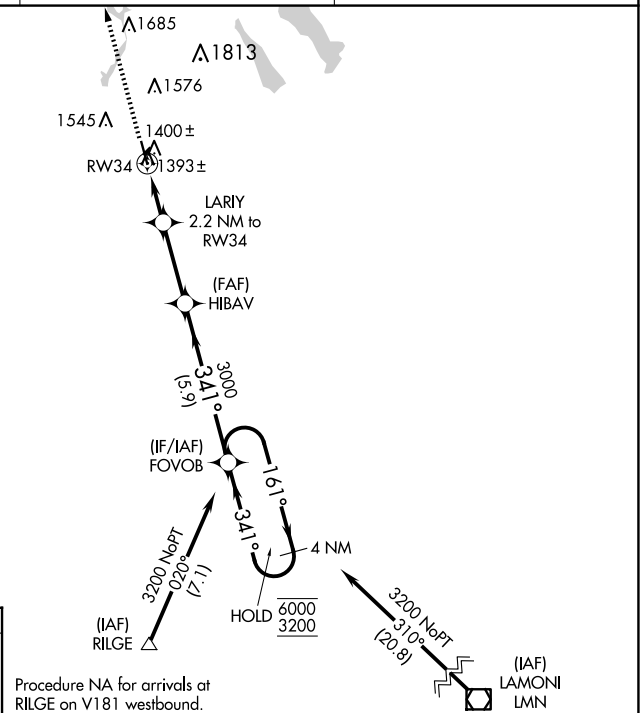 1685
1813
1576
1545
1400 ±
RW34
1393 ±
LARIY
2.2 NM to
RW34
(FAF)
HIBAV
3000
341°
(5.9)
(IF/IAF)
FOVOB
161°
341°
4 NM
HOLD
6000
3200
3200 NoPT
020°
(7.1)
(IAF)
RILGE
3200 NoPT
310°
(20.8)
(IAF)
LAMONI
LMN
Procedure NA for arrivals at
RILGE on V181 westbound.